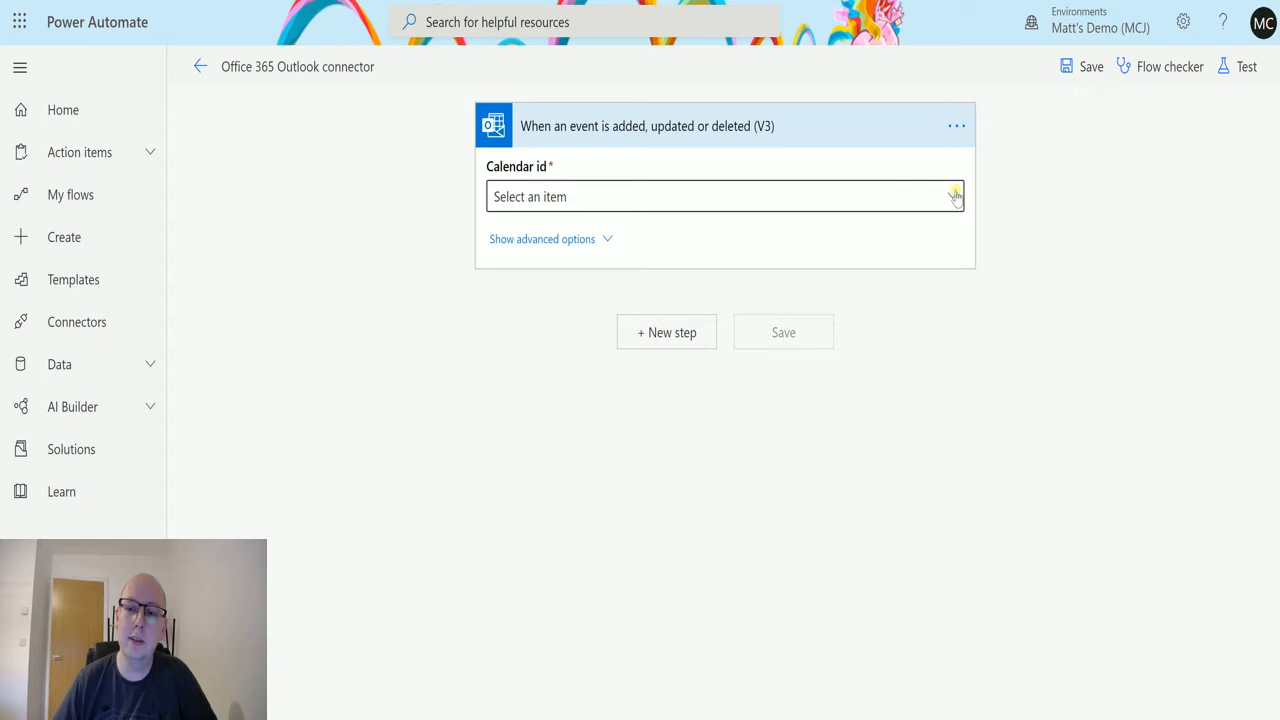 Power Automate
Search for helpful resources
Environments
Matt's Demo (MCJ)
MC
Office 365 Outlook connector
Save
Flow checker
Test
Home
Action items
My flows
Create
Templates
Connectors
Data
AI Builder
Solutions
Learn
When an event is added, updated or deleted (V3)
Calendar id *
Select an item
Show advanced options
+ New step
Save